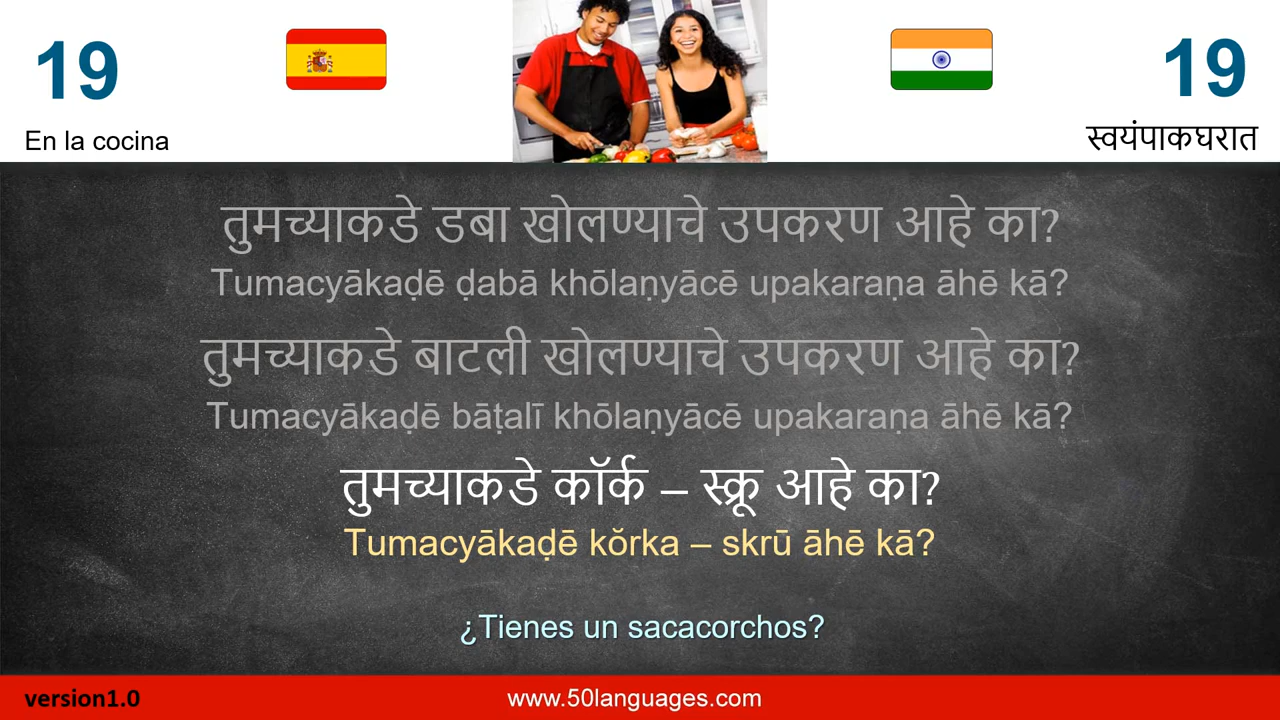 19
19
En la cocina
स्वयंपाकघरात
तुमच्याकडे डबा खोलण्याचे उपकरण आहे का?
Tumacyākaḍē ḍabā khōlaṇyācē upakaraṇa āhē kā?
तुमच्याकडे बाटली खोलण्याचे उपकरण आहे का?
Tumacyākaḍē bāṭalī khōlaṇyācē upakaraṇa āhē kā?
तुमच्याकडे कॉर्क – स्क्रू आहे का?
Tumacyākaḍē kŏrka – skrū āhē kā?
¿Tienes un sacacorchos?
version1.0
www.50languages.com